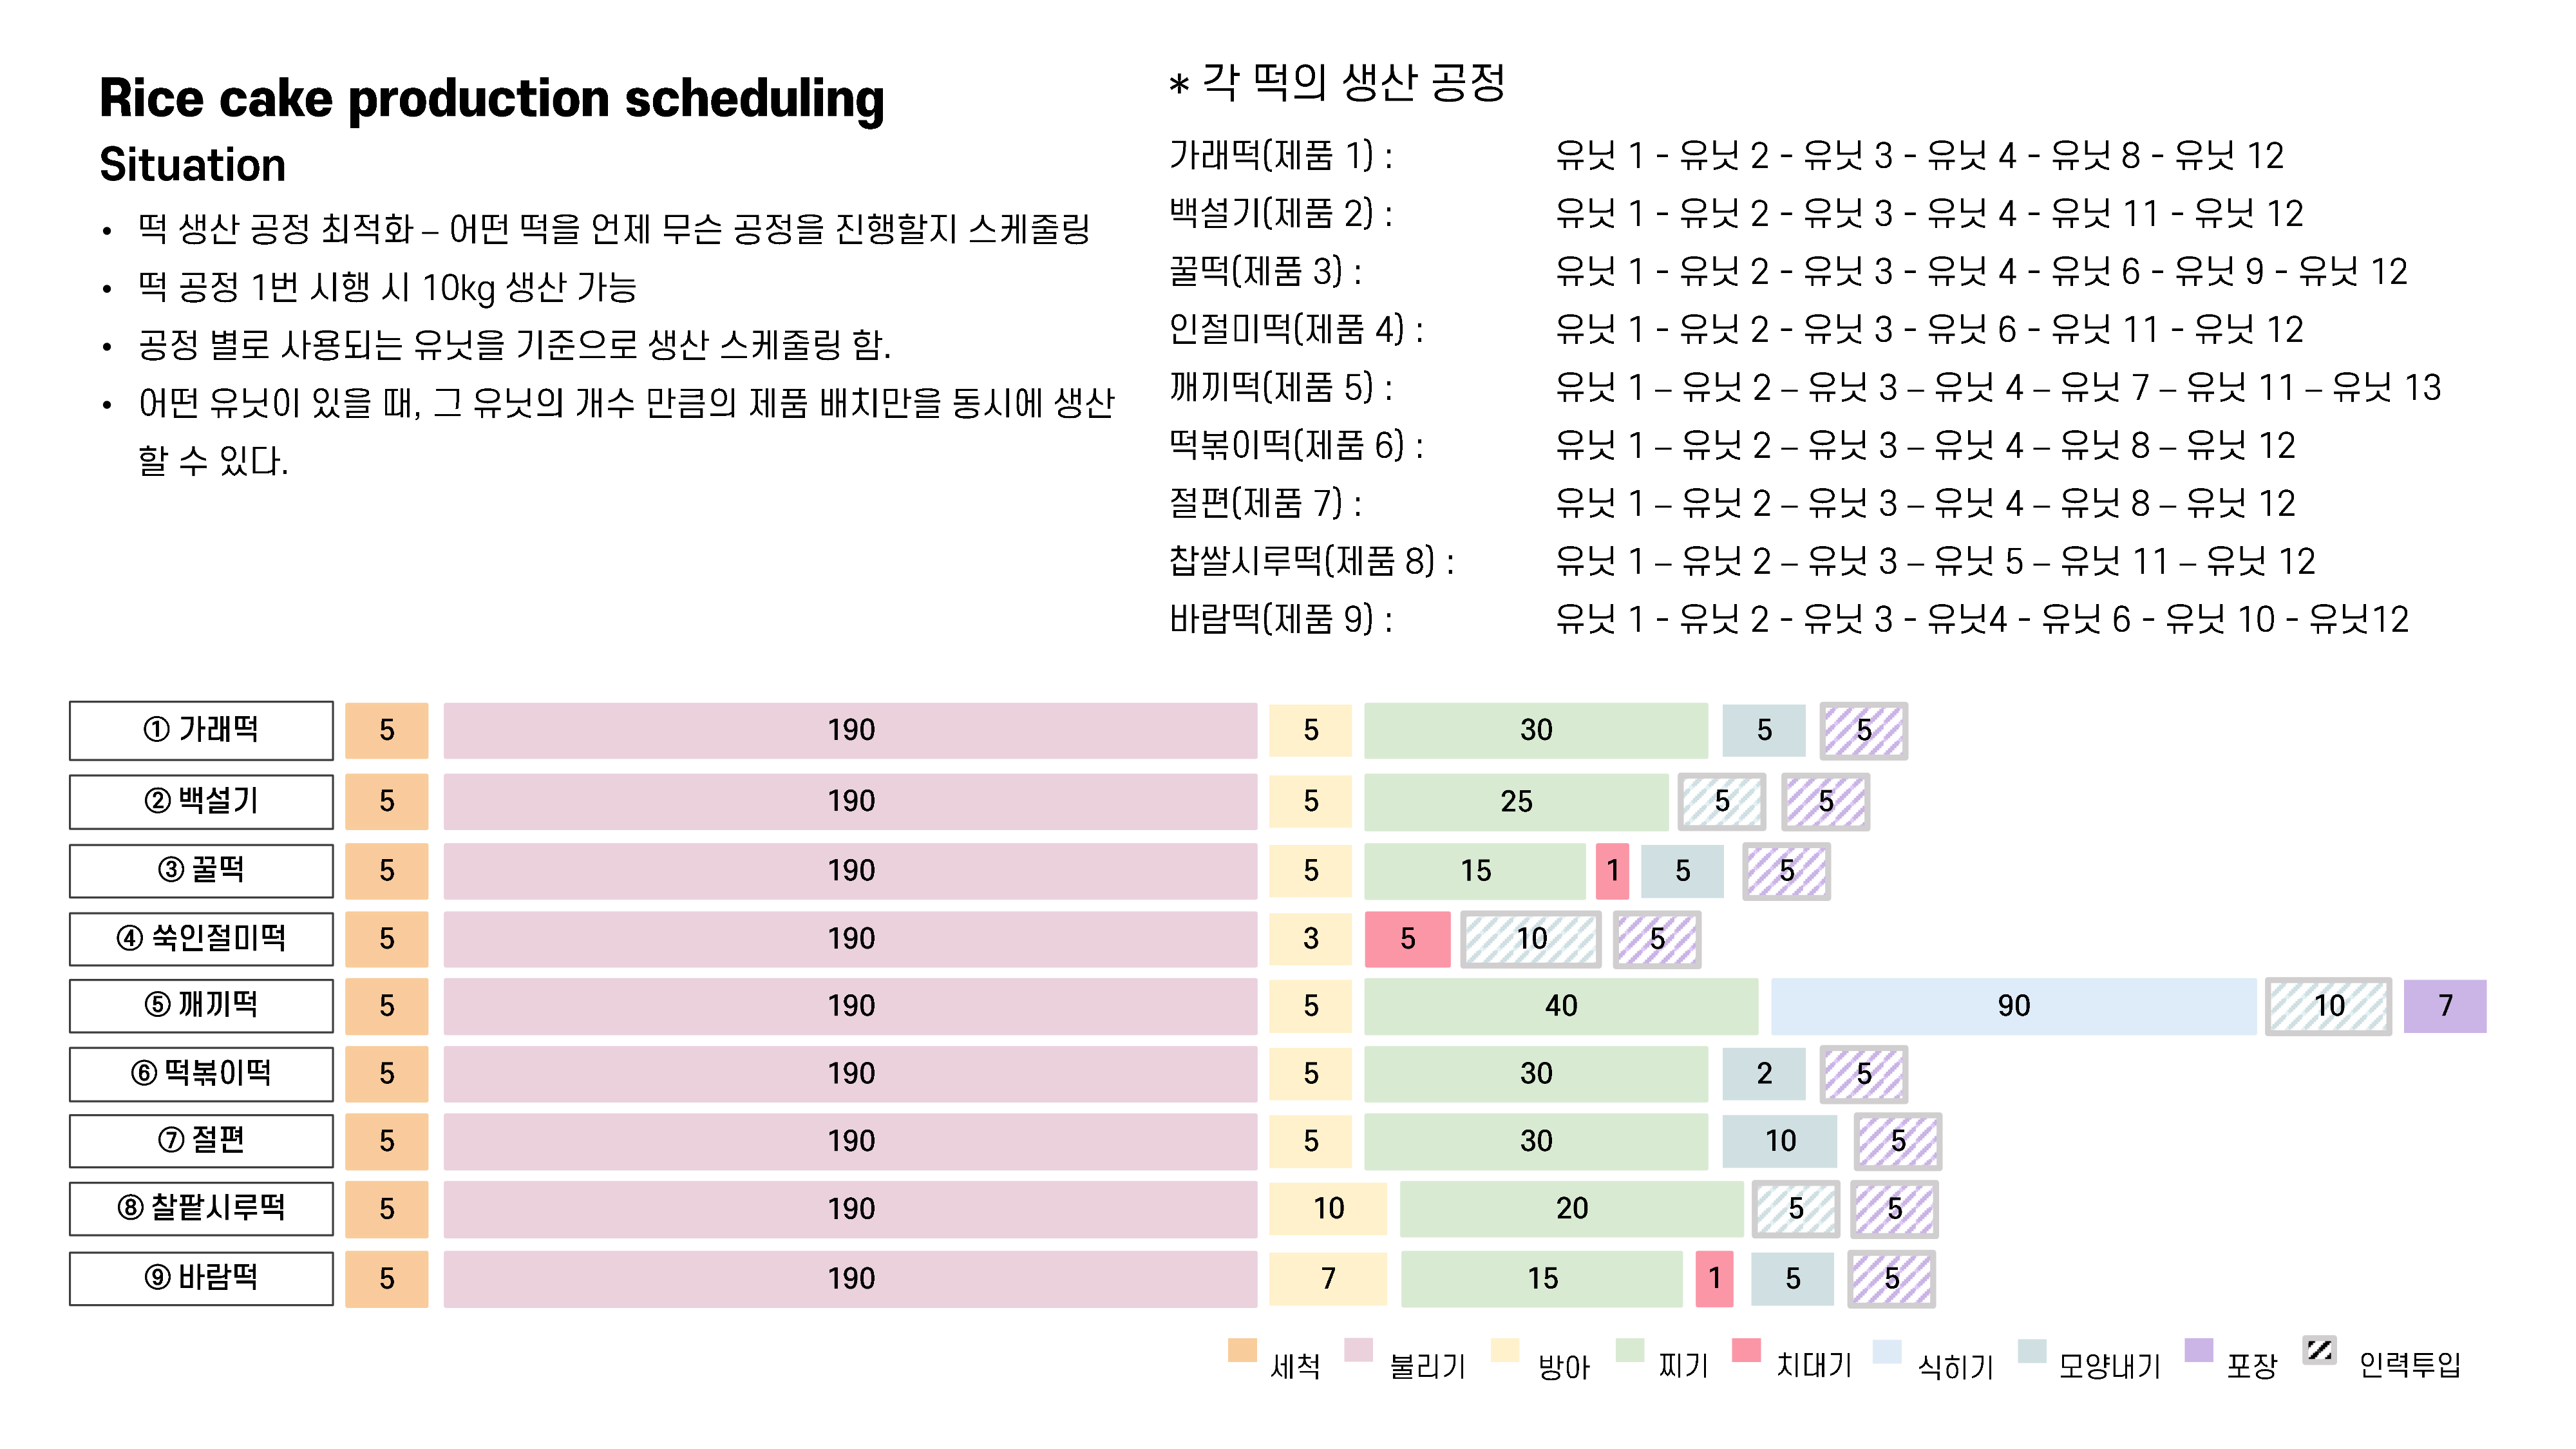 Rice cake production scheduling
Situation
• 떡 생산 공정 최적화 – 어떤 떡을 언제 무슨 공정을 진행할지 스케줄링
• 떡 공정 1번 시행 시 10kg 생산 가능
• 공정 별로 사용되는 유닛을 기준으로 생산 스케줄링 함.
• 어떤 유닛이 있을 때, 그 유닛의 개수 만큼의 제품 배치만을 동시에 생산
할 수 있다.
* 각 떡의 생산 공정
가래떡(제품 1) : 유닛 1 - 유닛 2 - 유닛 3 - 유닛 4 - 유닛 8 - 유닛 12
백설기(제품 2) : 유닛 1 - 유닛 2 - 유닛 3 - 유닛 4 - 유닛 11 - 유닛 12
꿀떡(제품 3) : 유닛 1 - 유닛 2 - 유닛 3 - 유닛 4 - 유닛 6 - 유닛 9 - 유닛 12
인절미떡(제품 4) : 유닛 1 - 유닛 2 - 유닛 3 - 유닛 6 - 유닛 11 - 유닛 12
깨끼떡(제품 5) : 유닛 1 – 유닛 2 – 유닛 3 – 유닛 4 – 유닛 7 – 유닛 11 – 유닛 13
떡볶이떡(제품 6) : 유닛 1 – 유닛 2 – 유닛 3 – 유닛 4 – 유닛 8 – 유닛 12
절편(제품 7) : 유닛 1 – 유닛 2 – 유닛 3 – 유닛 4 – 유닛 8 – 유닛 12
찹쌀시루떡(제품 8) : 유닛 1 – 유닛 2 – 유닛 3 – 유닛 5 – 유닛 11 – 유닛 12
바람떡(제품 9) : 유닛 1 - 유닛 2 - 유닛 3 - 유닛4 - 유닛 6 - 유닛 10 - 유닛12
① 가래떡 5 190 5 30 5 5
② 백설기 5 190 5 25 5 5
③ 꿀떡 5 190 5 15 1 5 5
④ 쑥인절미떡 5 190 3 5 10 5
⑤ 깨끼떡 5 190 5 40 90 10 7
⑥ 떡볶이떡 5 190 5 30 2 5
⑦ 절편 5 190 5 30 10 5
⑧ 찰팥시루떡 5 190 10 20 5 5
⑨ 바람떡 5 190 7 15 1 5 5
세척 불리기 방아 찌기 치대기 식히기 모양내기 포장 인력투입